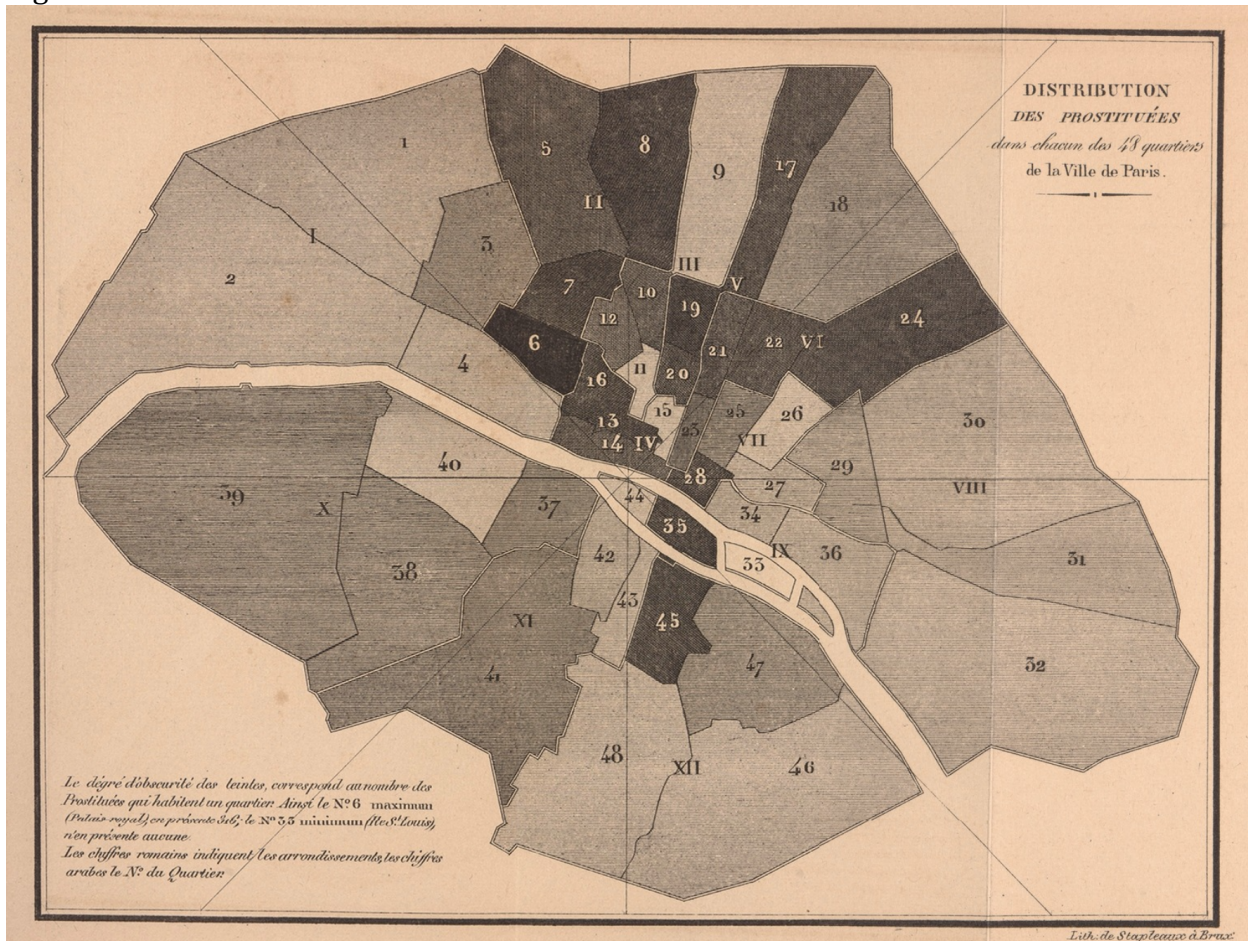 DISTRIBUTION
DES PROSTITUÉES
dans chacun des 48 quartiers
de la Ville de Paris.
1
5
8
9
17
18
II
3
I
2
III
7
10
V
12
19
24
6
21
22
VI
4
11
16
20
15
26
13
25
30
23
14
IV
VII
40
29
28
27
VIII
39
X
37
44
34
35
IX
36
42
33
31
38
43
XI
45
47
32
41
48
XII
46
Le dégré d'obscurité des teintes, correspond au nombre des
Prostituées qui habitent un quartier. Ainsi le No. 6 maximum
(Palais-royal), en présente 316; le No. 33 minimum (Ile St. Louis),
n'en présente aucune.
Les chiffres romains indiquent les arrondissements, les chiffres
arabes le No. du Quartier.
Lith: de Stapleaux à Brux.